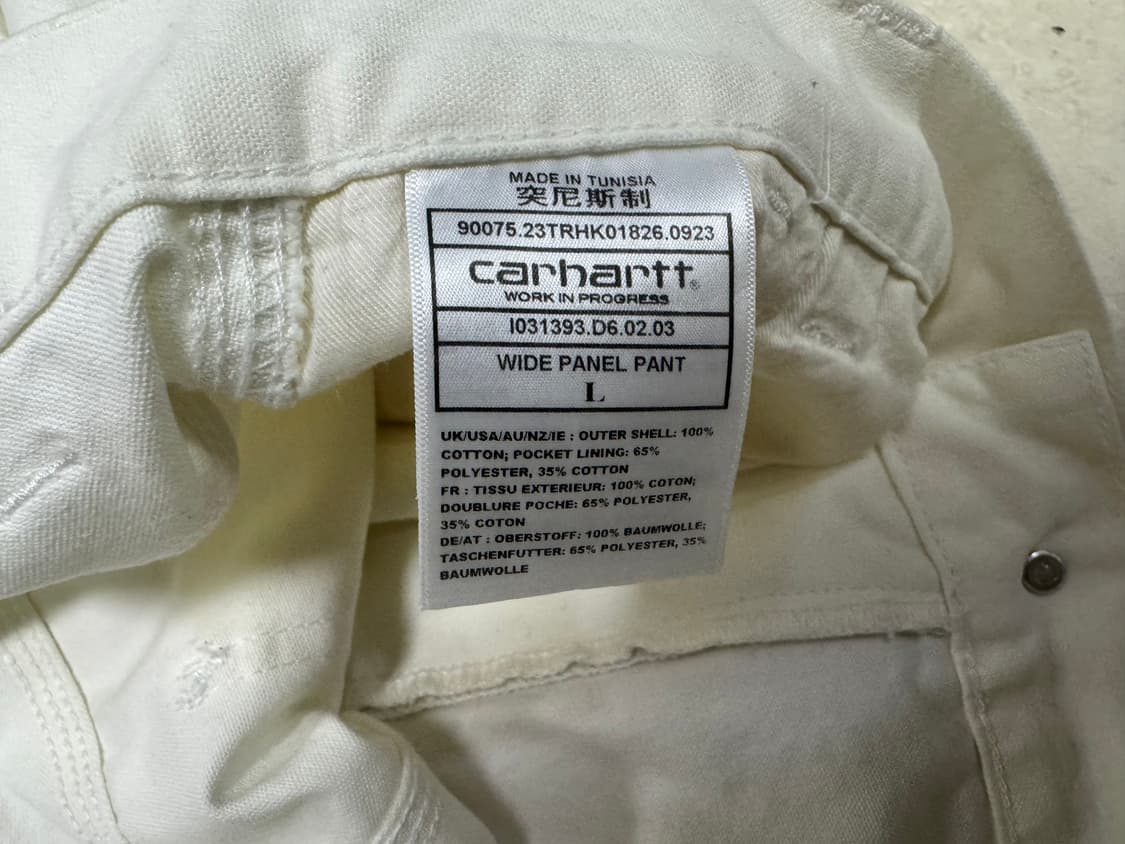 MADE IN TUNISIA
突尼斯制
90075.23TRHK01826.0923
carhartt®
WORK IN PROGRESS
I031393.D6.02.03
WIDE PANEL PANT
L
UK/USA/AU/NZ/IE : OUTER SHELL: 100%
COTTON; POCKET LINING: 65%
POLYESTER, 35% COTTON
FR : TISSU EXTERIEUR: 100% COTON;
DOUBLURE POCHE: 65% POLYESTER,
35% COTON
DE/AT : OBERSTOFF: 100% BAUMWOLLE;
TASCHENFUTTER: 65% POLYESTER, 35%
BAUMWOLLE